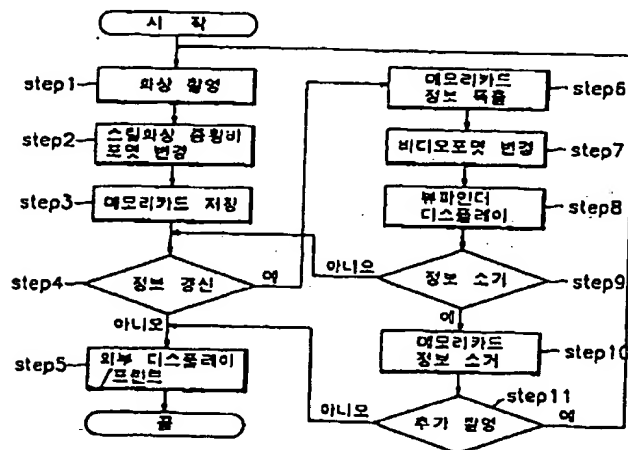 시 작
step1
화상 촬영
step2
스틸화상 줌윙비
포맷 변경
step3
메모리카드 저장
step4
정보 갱신
예
아니오
step5
외부 디스플레이
프린트
끝
메모리카드
정보 독출
step6
비디오포맷 변경
step7
뷰파인더
디스플레이
step8
아니오
정보 소거
step9
예
메모리카드
정보 소거
step10
step11
아니오
추가 촬영
예